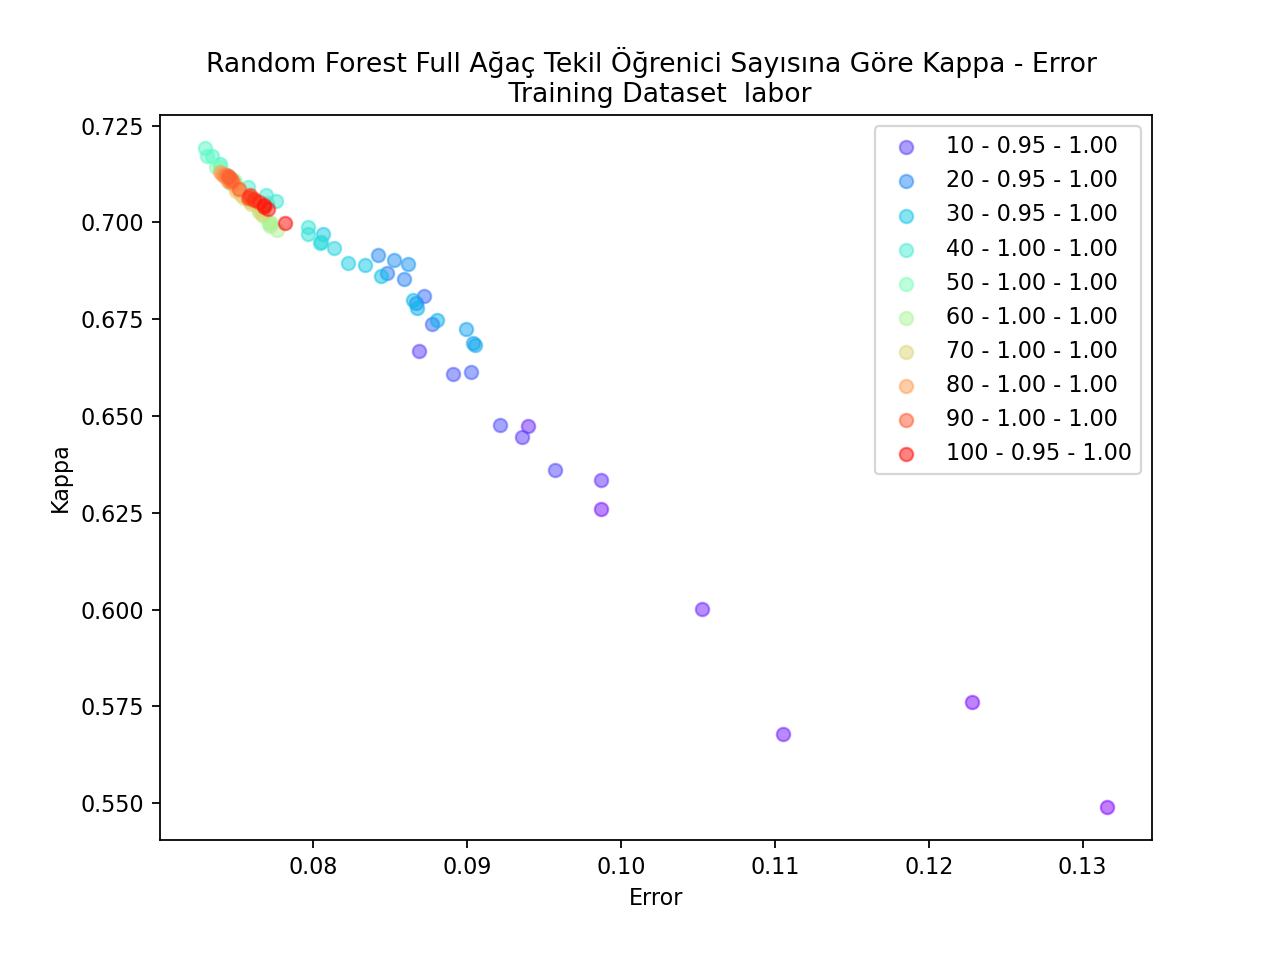 Random Forest Full Ağaç Tekil Öğrenici Sayısına Göre Kappa - Error
Training Dataset  labor
0.725
0.700
0.675
0.650
0.625
0.600
0.575
0.550
Kappa
10 - 0.95 - 1.00
20 - 0.95 - 1.00
30 - 0.95 - 1.00
40 - 1.00 - 1.00
50 - 1.00 - 1.00
60 - 1.00 - 1.00
70 - 1.00 - 1.00
80 - 1.00 - 1.00
90 - 1.00 - 1.00
100 - 0.95 - 1.00
0.08 0.09 0.10 0.11 0.12 0.13
Error